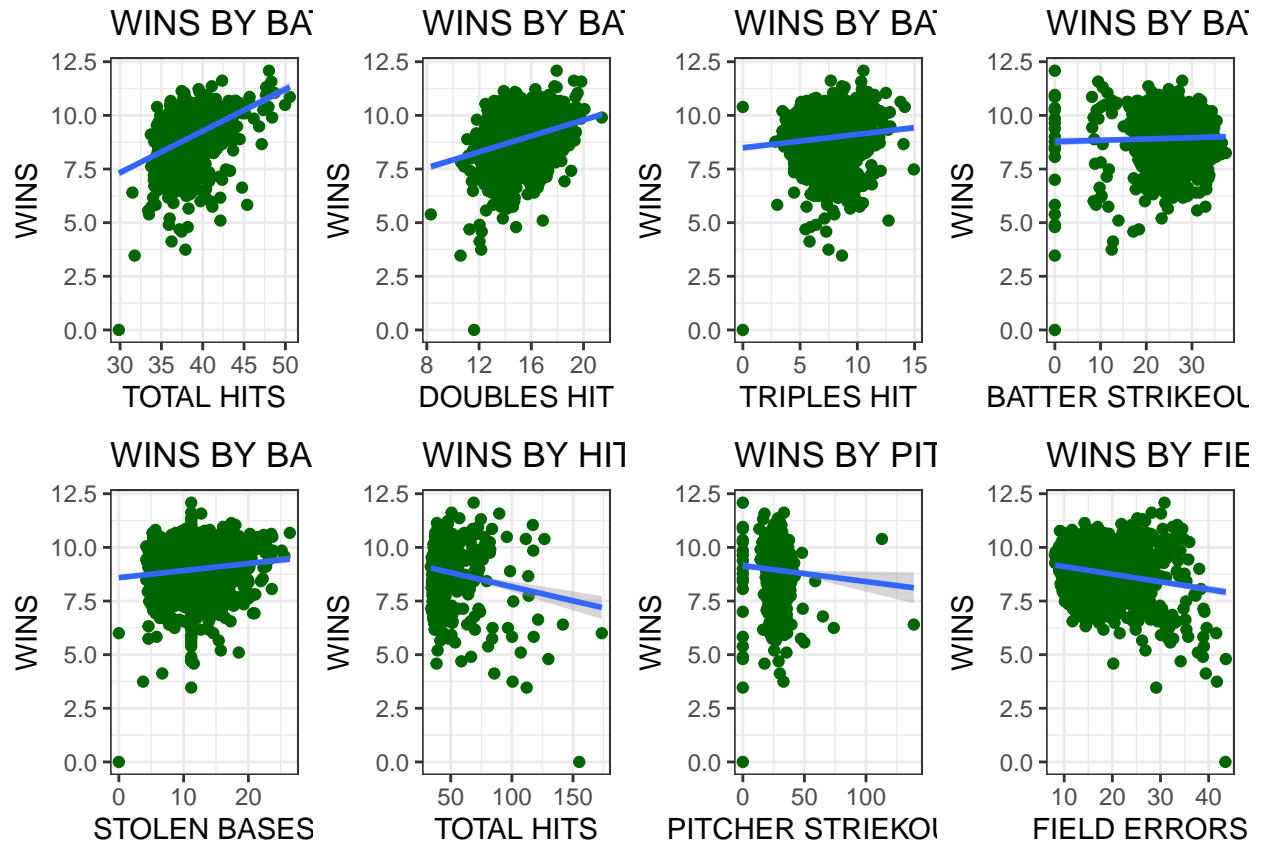 WINS BY BAT
WINS
12.5
10.0
7.5
5.0
2.5
0.0
30 35 40 45 50
TOTAL HITS
WINS BY BAT
WINS
12.5
10.0
7.5
5.0
2.5
0.0
8 12 16 20
DOUBLES HIT
WINS BY BAT
WINS
12.5
10.0
7.5
5.0
2.5
0.0
0 5 10 15
TRIPLES HIT
WINS BY BAT
WINS
12.5
10.0
7.5
5.0
2.5
0.0
0 10 20 30
BATTER STRIKEOU
WINS BY BA
WINS
12.5
10.0
7.5
5.0
2.5
0.0
0 10 20
STOLEN BASES
WINS BY HIT
WINS
12.5
10.0
7.5
5.0
2.5
0.0
50 100 150
TOTAL HITS
WINS BY PIT
WINS
12.5
10.0
7.5
5.0
2.5
0.0
0 50 100
PITCHER STRIEKOU
WINS BY FIE
WINS
12.5
10.0
7.5
5.0
2.5
0.0
10 20 30 40
FIELD ERRORS